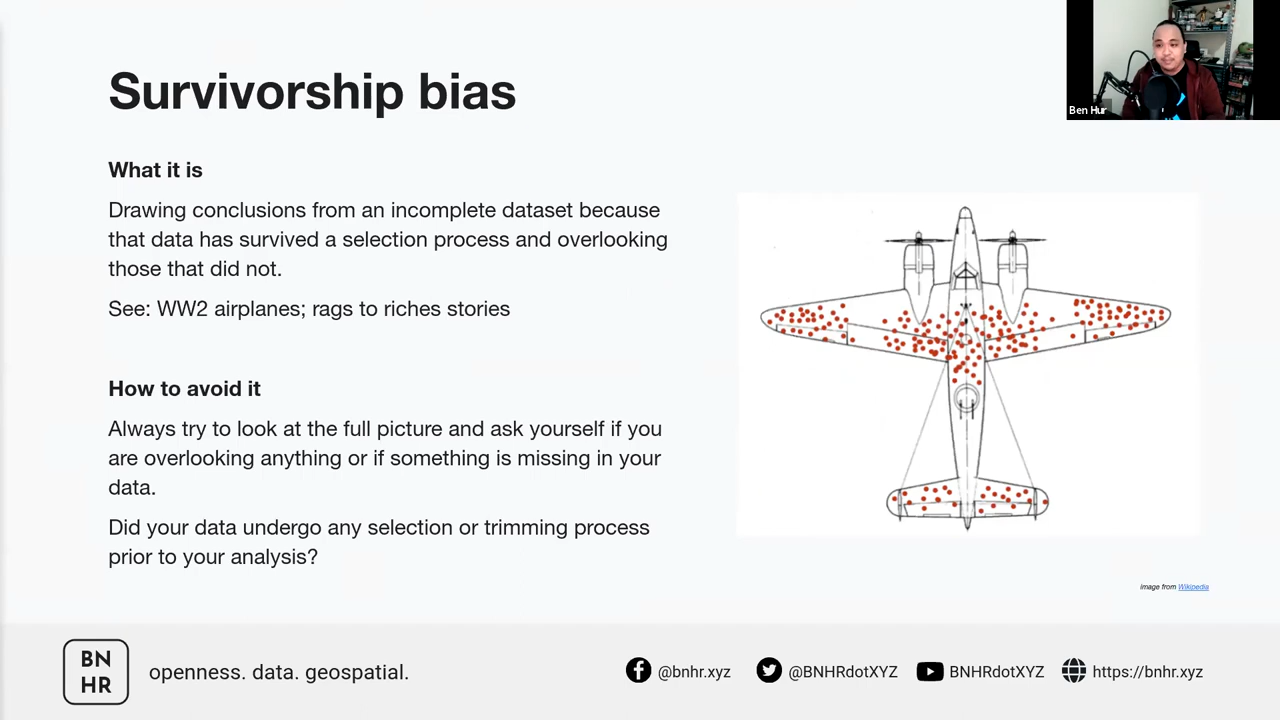 Survivorship bias
Ben Hur
What it is
Drawing conclusions from an incomplete dataset because
that data has survived a selection process and overlooking
those that did not.
See: WW2 airplanes; rags to riches stories
How to avoid it
Always try to look at the full picture and ask yourself if you
are overlooking anything or if something is missing in your
data.
Did your data undergo any selection or trimming process
prior to your analysis?
image from Wikipedia
BN
HR
openness. data. geospatial.
@bnhr.xyz
@BNHRdotXYZ
BNHRdotXYZ
https://bnhr.xyz